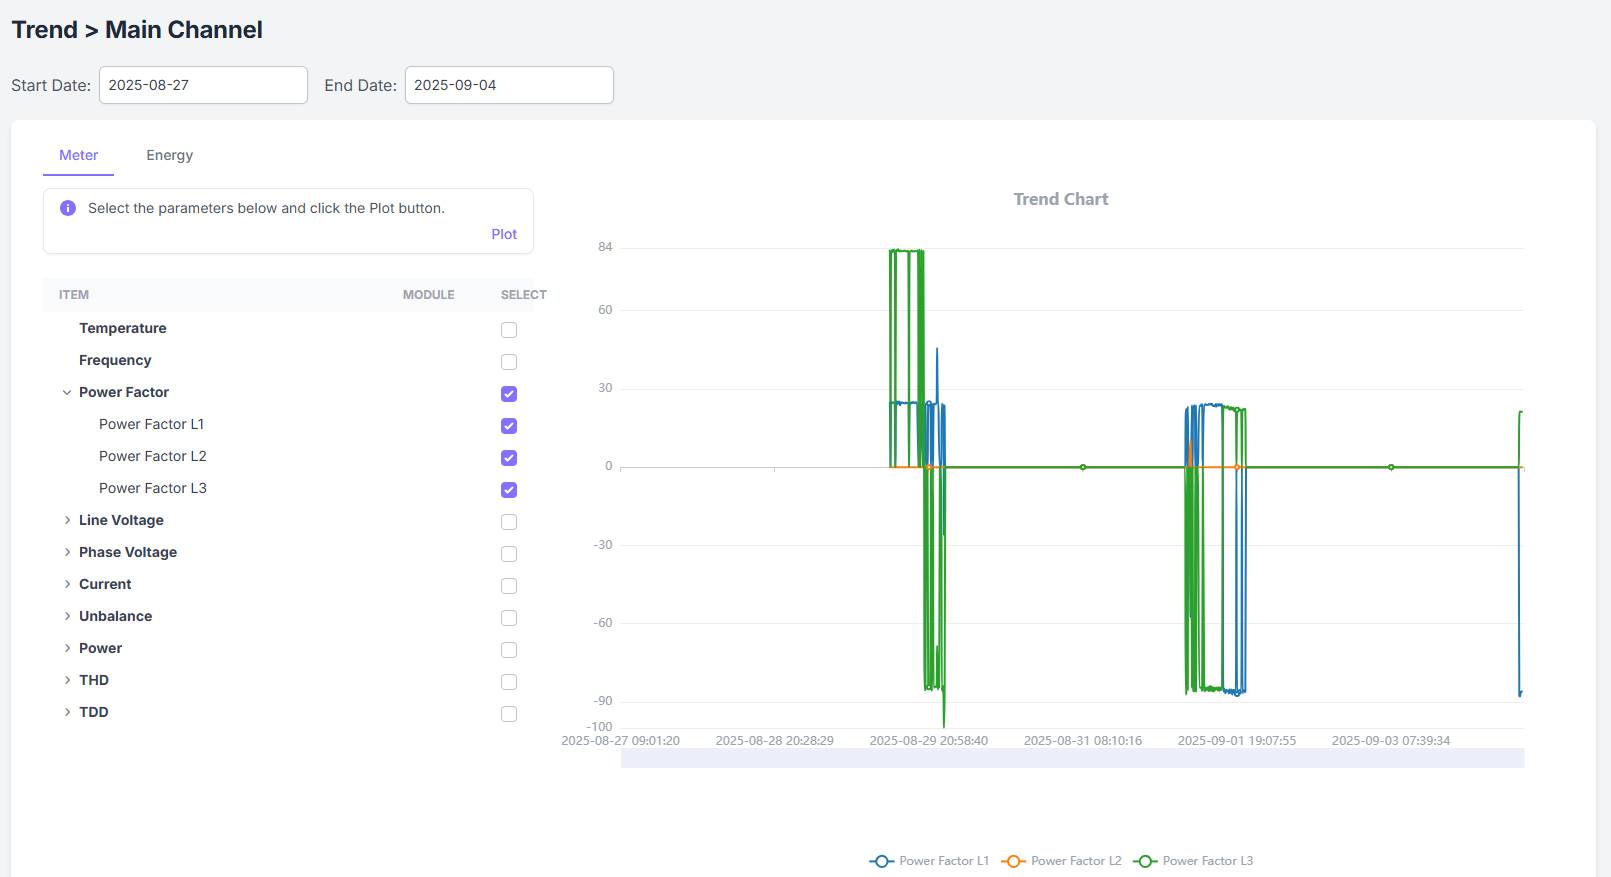 Trend > Main Channel
Start Date: 2025-08-27 End Date: 2025-09-04
Meter Energy
Select the parameters below and click the Plot button.
Plot
ITEM MODULE SELECT
Temperature
Frequency
Power Factor
Power Factor L1
Power Factor L2
Power Factor L3
Line Voltage
Phase Voltage
Current
Unbalance
Power
THD
TDD
Trend Chart
84
60
30
0
-30
-60
-90
-100
2025-08-27 09:01:20 2025-08-28 20:28:29 2025-08-29 20:58:40 2025-08-31 08:10:16 2025-09-01 19:07:55 2025-09-03 07:39:34
Power Factor L1 Power Factor L2 Power Factor L3